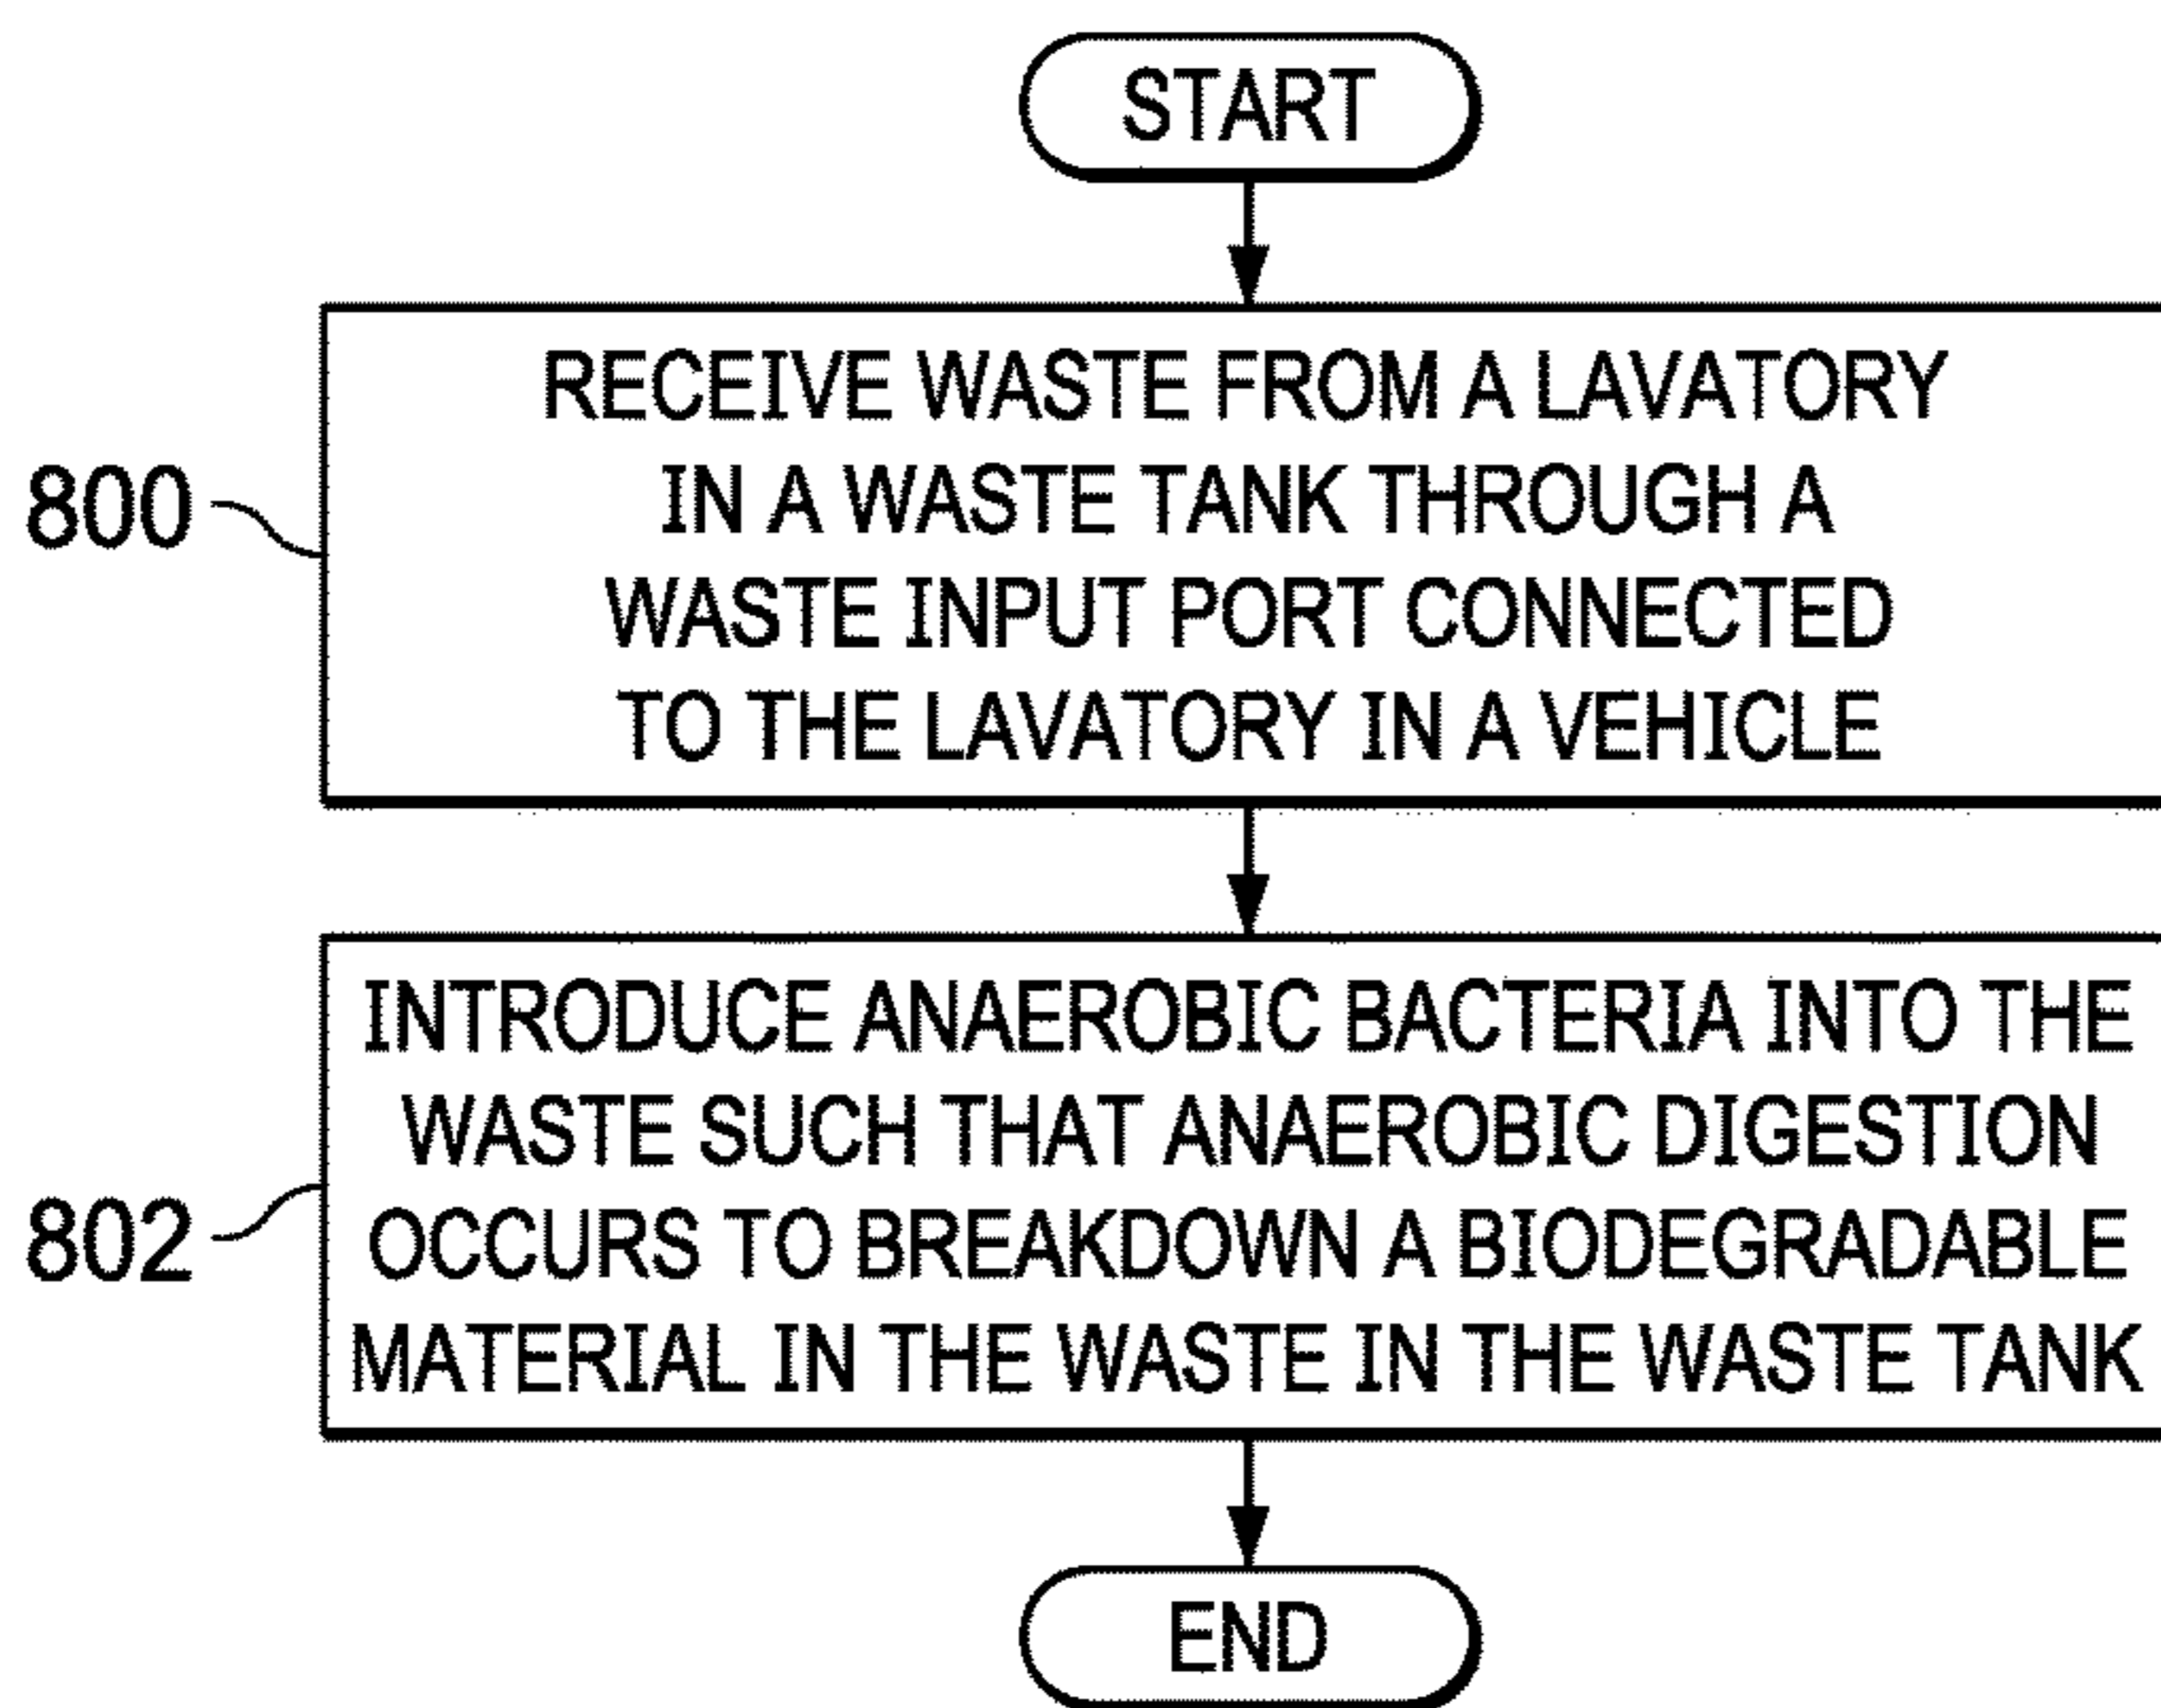 START
RECEIVE WASTE FROM A LAVATORY
IN A WASTE TANK THROUGH A
WASTE INPUT PORT CONNECTED
TO THE LAVATORY IN A VEHICLE
800
INTRODUCE ANAEROBIC BACTERIA INTO THE
WASTE SUCH THAT ANAEROBIC DIGESTION
OCCURS TO BREAKDOWN A BIODEGRADABLE
MATERIAL IN THE WASTE IN THE WASTE TANK
802
END